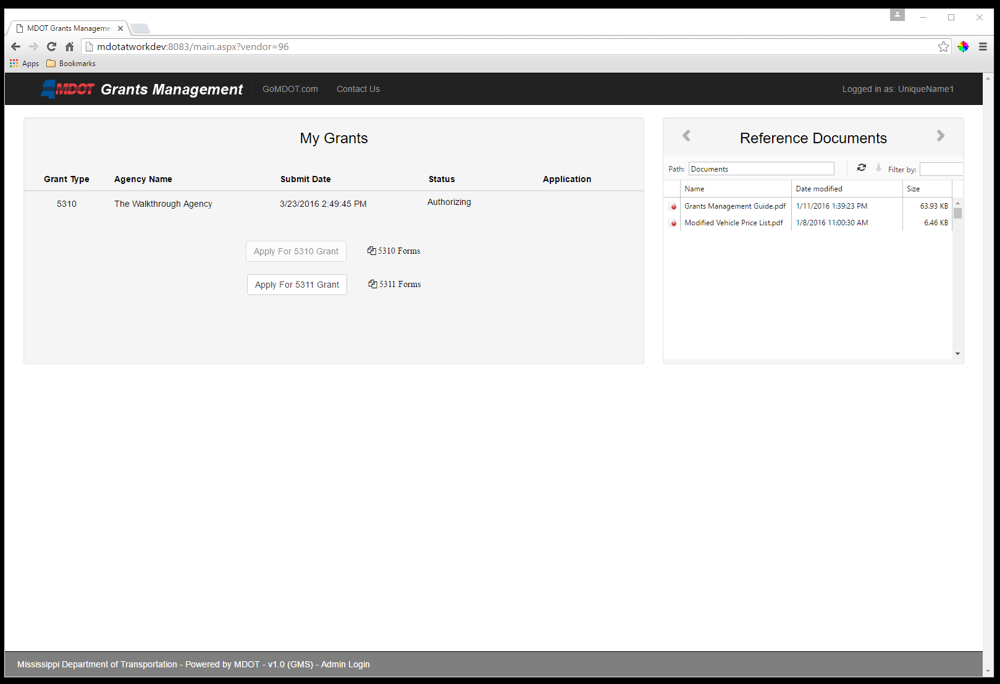 MDOT Grants Manageme
mdotatworkdev:8083/main.aspx?vendor=96
Apps Bookmarks
MDOT Grants Management GoMDOT.com Contact Us Logged in as: UniqueName1
My Grants
Grant Type Agency Name Submit Date Status Application
5310 The Walkthrough Agency 3/23/2016 2:49:45 PM Authorizing
Apply For 5310 Grant 5310 Forms
Apply For 5311 Grant 5311 Forms
Reference Documents
Path: Documents Filter by:
Name Date modified Size
Grants Management Guide.pdf 1/11/2016 1:39:23 PM 63.93 KB
Modified Vehicle Price List.pdf 1/8/2016 11:00:30 AM 6.46 KB
Mississippi Department of Transportation - Powered by MDOT - v1.0 (GMS) - Admin Login